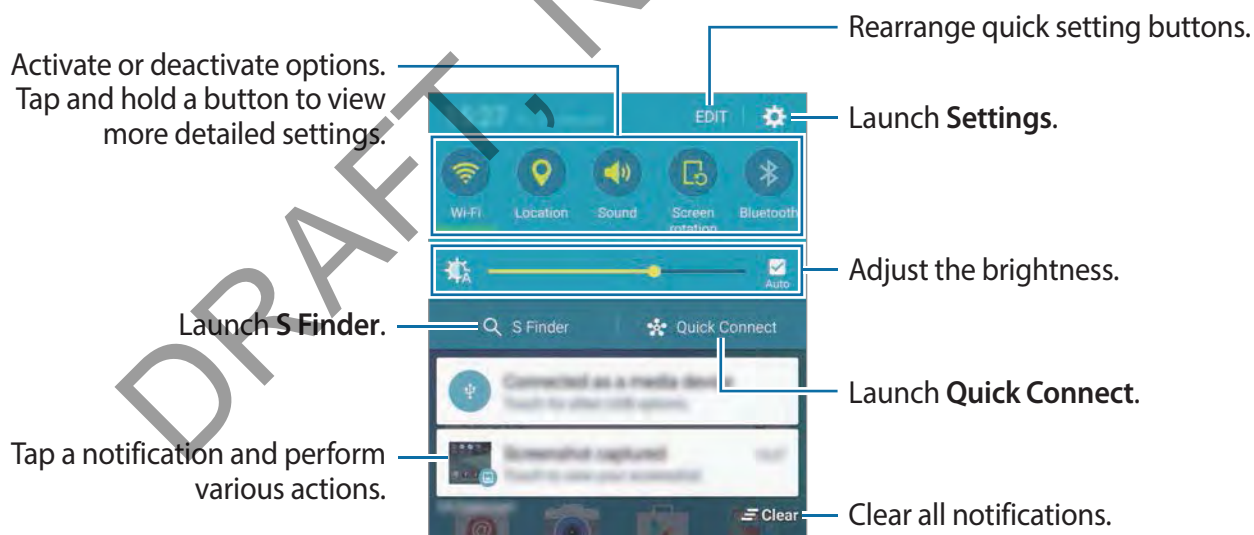 Rearrange quick setting buttons.
Activate or deactivate options.
Tap and hold a button to view
more detailed settings.
EDIT
Launch Settings.
Wi-Fi
Location
Sound
Screen
rotation
Bluetooth
A
Auto
Adjust the brightness.
Launch S Finder.
S Finder
Quick Connect
Connected as a media device
Launch Quick Connect.
Tap a notification and perform
various actions.
Screenshot captured
Clear
Clear all notifications.
DRAFT,